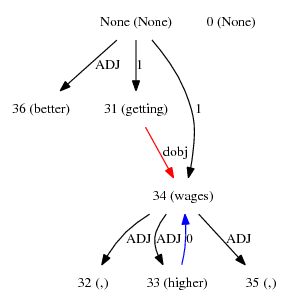 None (None) 0 (None)
ADJ 1
36 (better) 31 (getting) 1
dobj
34 (wages)
ADJ ADJ 0 ADJ
32 (,) 33 (higher) 35 (,)